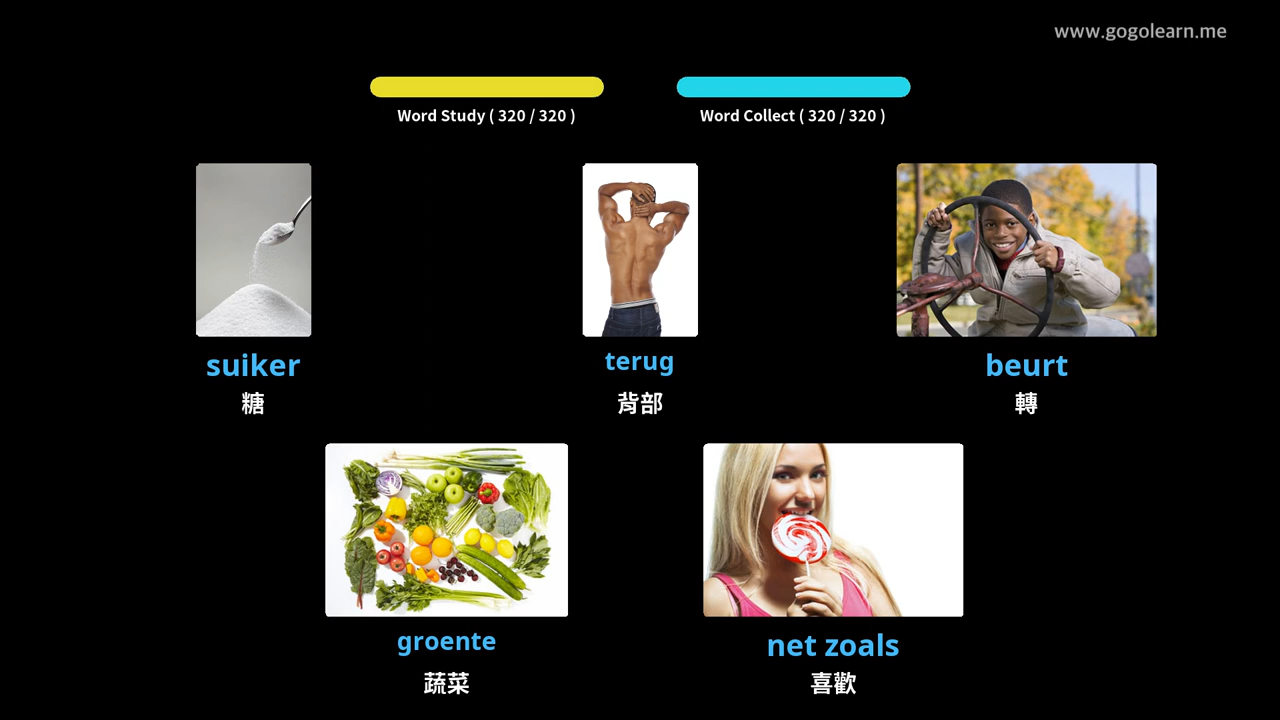 www.gogolearn.me
Word Study ( 320 / 320 )
Word Collect ( 320 / 320 )
suiker
糖
terug
背部
beurt
轉
groente
蔬菜
net zoals
喜歡